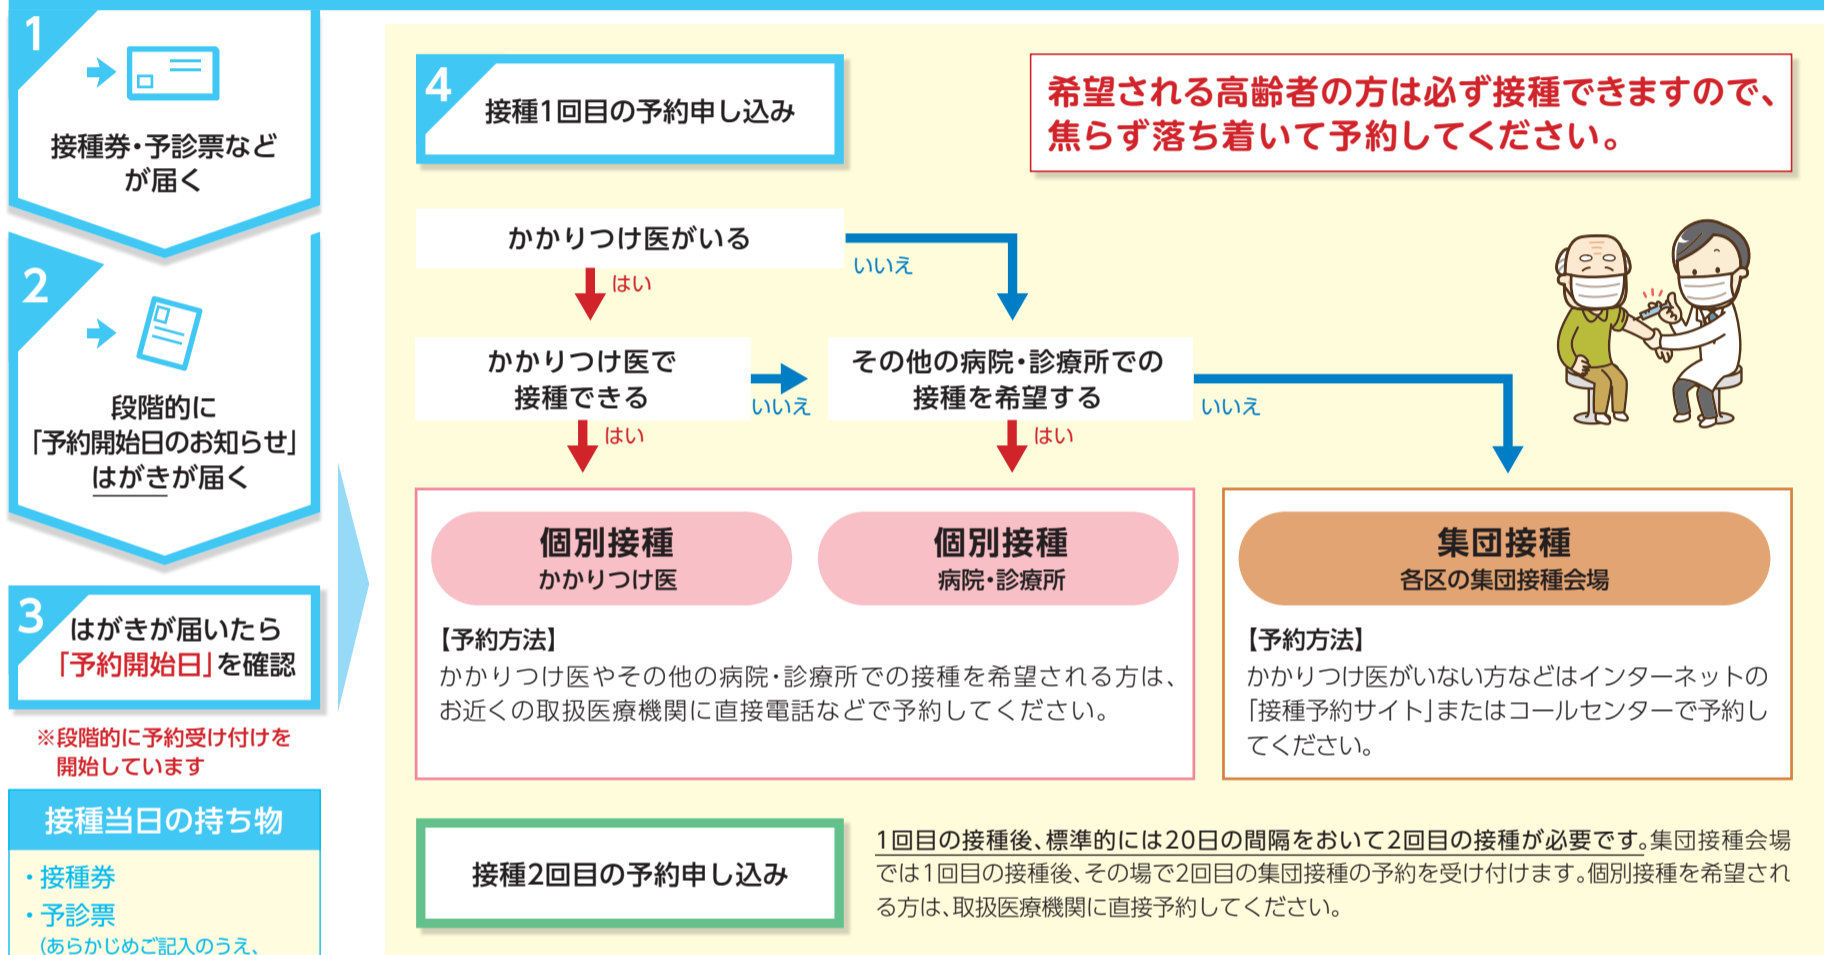 1
接種券・予診票など
が届く
2
段階的に
「予約開始日のお知らせ」
はがきが届く
3
はがきが届いたら
「予約開始日」を確認
※段階的に予約受け付けを
開始しています
接種当日の持ち物
・接種券
・予診票
(あらかじめご記入のうえ、
4
接種1回目の予約申し込み
希望される高齢者の方は必ず接種できますので、
焦らず落ち着いて予約してください。
かかりつけ医がいる
いいえ
はい
かかりつけ医で
接種できる
いいえ
はい
その他の病院・診療所での
接種を希望する
いいえ
はい
個別接種
かかりつけ医
個別接種
病院・診療所
【予約方法】
かかりつけ医やその他の病院・診療所での接種を希望される方は、
お近くの取扱医療機関に直接電話などで予約してください。
集団接種
各区の集団接種会場
【予約方法】
かかりつけ医がいない方などはインターネットの
「接種予約サイト」またはコールセンターで予約し
てください。
接種2回目の予約申し込み
1回目の接種後、標準的には20日の間隔をおいて2回目の接種が必要です。集団接種会場
では1回目の接種後、その場で2回目の集団接種の予約を受け付けます。個別接種を希望され
る方は、取扱医療機関に直接予約してください。